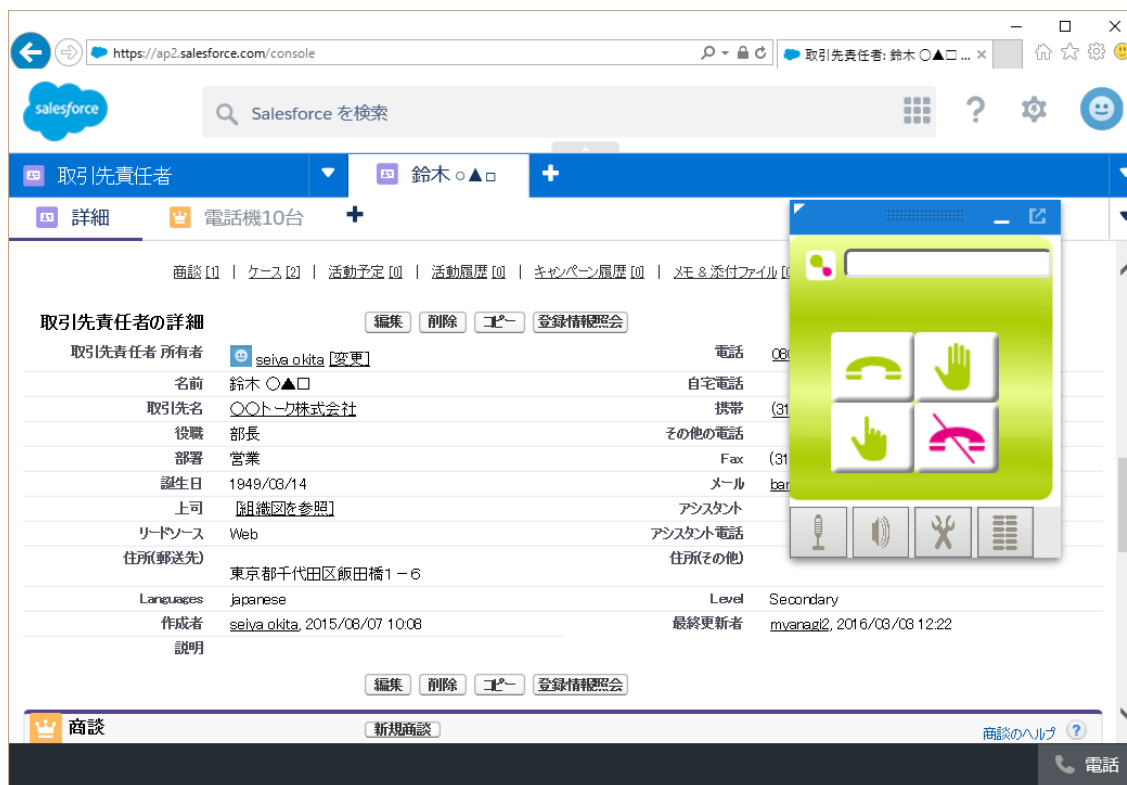 https://ap2.salesforce.com/console
取引先責任者: 鈴木 ○▲□ ...
salesforce
Salesforce を検索
取引先責任者
鈴木 ○▲□
詳細
電話機10台
商談 [1] | ケース [2] | 活動予定 [0] | 活動履歴 [0] | キャンペーン履歴 [0] | メモ & 添付ファイル
取引先責任者の詳細
編集 削除 コピー 登録情報照会
取引先責任者 所有者 seiya okita [変更] 電話 080
名前 鈴木 ○▲□ 自宅電話
取引先名 ○○トーク株式会社 携帯 (31
役職 部長 その他の電話
部署 営業 Fax (31
誕生日 1949/03/14 メール bar
上司 [組織図を参照] アシスタント
リードソース Web アシスタント電話
住所(郵送先) 東京都千代田区飯田橋1-6 住所(その他)
Languages japanese Level Secondary
作成者 seiya okita, 2015/08/07 10:08 最終更新者 myanagi2, 2016/03/03 12:22
説明
編集 削除 コピー 登録情報照会
商談 新規商談 商談のヘルプ ?
電話